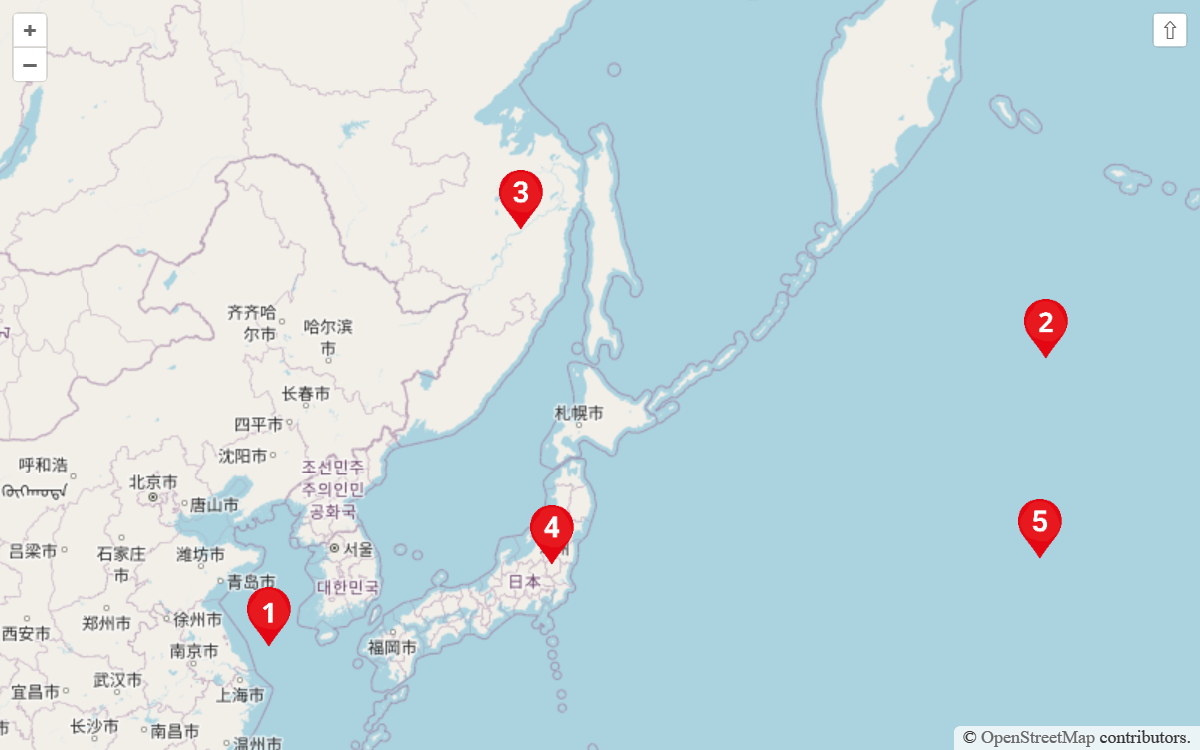 +
−
⇧
3
2
齐齐哈
尔市
哈尔滨
市
长春市
四平市
沈阳市
札幌市
呼和浩
北京市
唐山市
조선민주
주의인민
공화국
4
5
吕梁市
石家庄
市
潍坊市
서울
日本
青岛市
대한민국
1
西安市
郑州市
徐州市
南京市
福岡市
宜昌市
武汉市
上海市
长沙市
南昌市
温州市
© OpenStreetMap contributors.